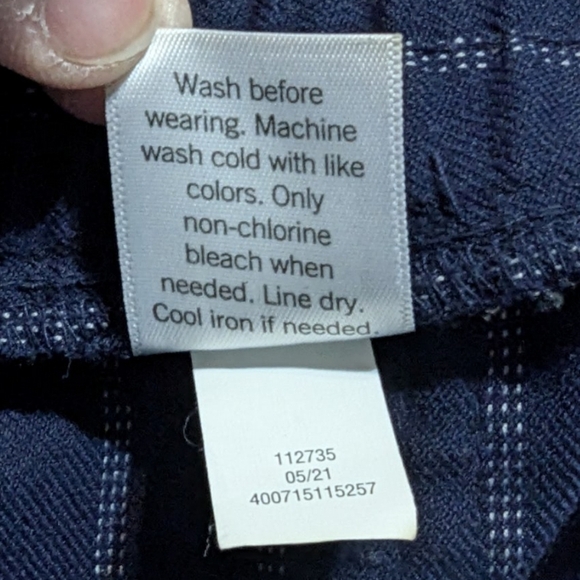 Wash before
wearing. Machine
wash cold with like
colors. Only
non-chlorine
bleach when
needed. Line dry.
Cool iron if needed.
112735
05/21
400715115257